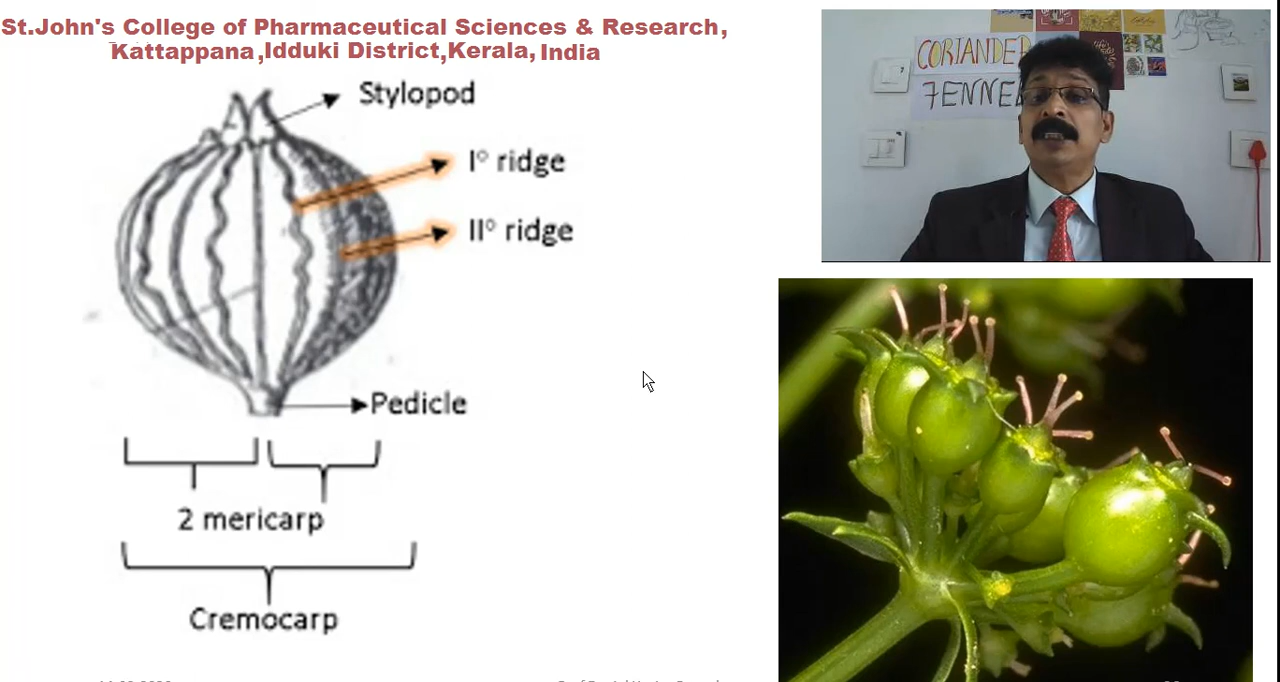 St.John's College of Pharmaceutical Sciences & Research,
Kattappana,Idduki District,Kerala, India
CORIANDER
FENNEL
Stylopod
I° ridge
II° ridge
Pedicle
2 mericarp
Cremocarp